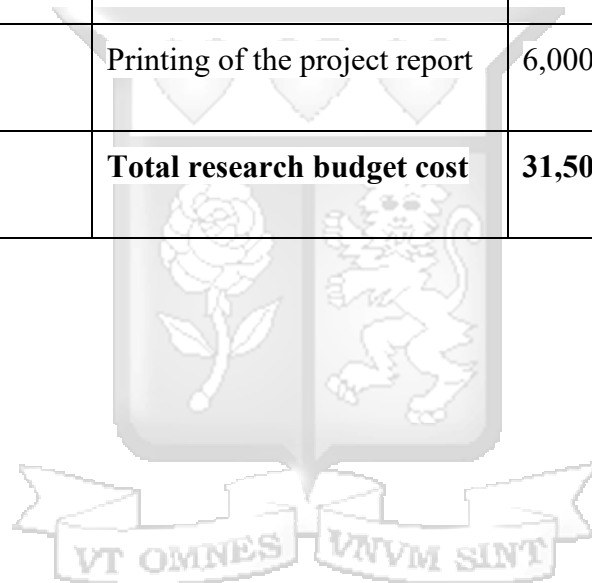 Printing of the project report 6,000
Total research budget cost 31,50
VT OMNES VNVM SINT